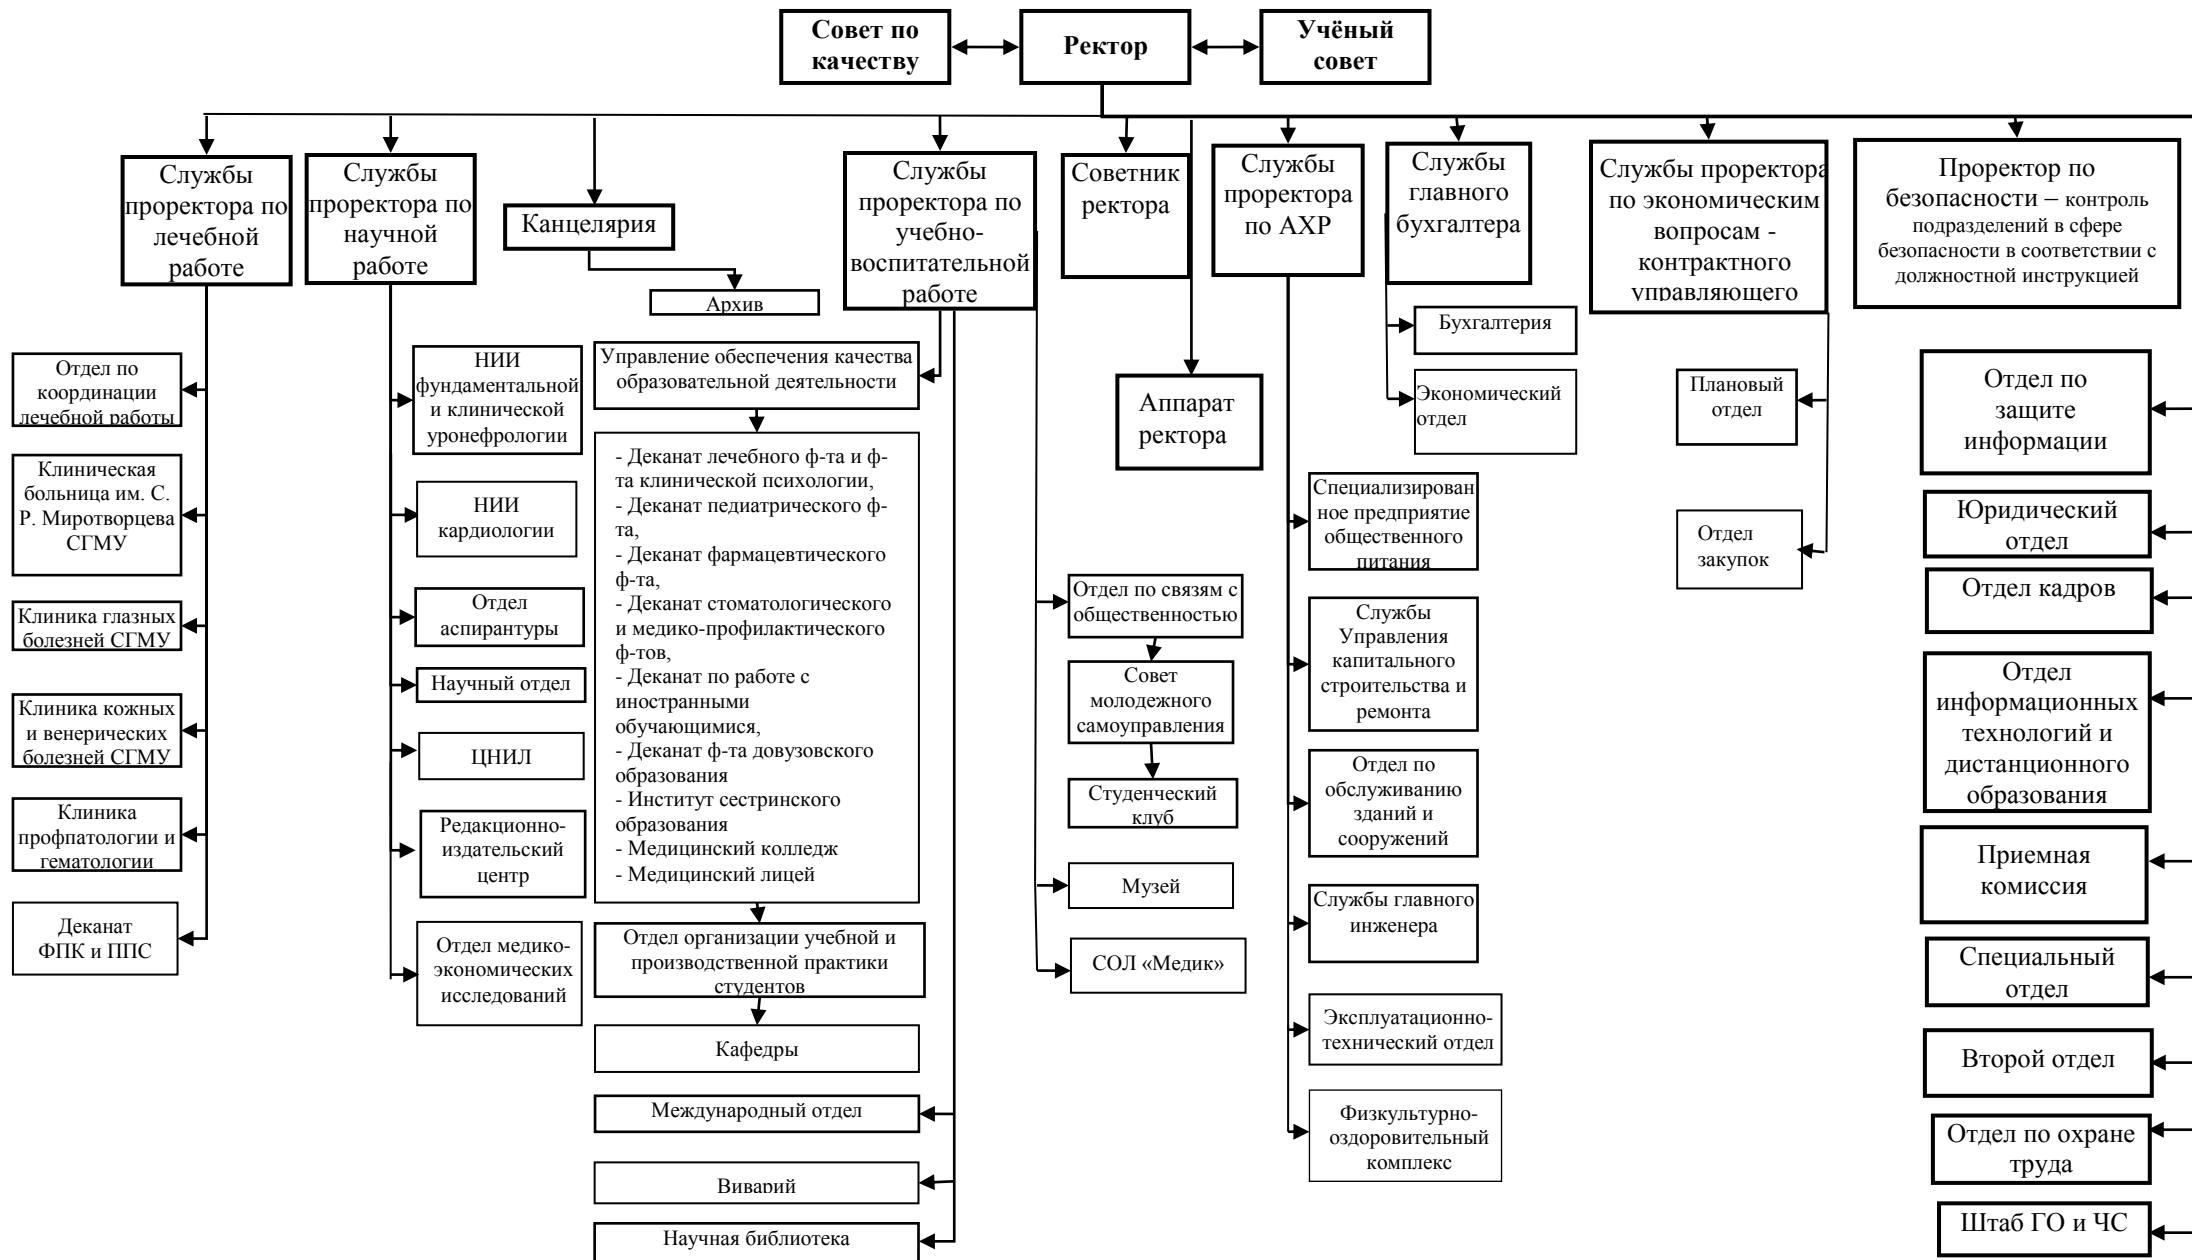 Совет по
качеству
Ректор
Учёный
совет
Службы
проректора по
лечебной
работе
Службы
проректора по
научной
работе
Канцелярия
Архив
Службы
проректора по
учебно-
воспитательной
работе
Советник
ректора
Аппарат
ректора
Службы
проректора
по АХР
Службы
главного
бухгалтера
Службы проректора
по экономическим
вопросам -
контрактного
управляющего
Проректор по
безопасности – контроль
подразделений в сфере
безопасности в соответствии с
должностной инструкцией
Отдел по
координации
лечебной работы
Клиническая
больница им. С.
Р. Миротворцева
СГМУ
Клиника глазных
болезней СГМУ
Клиника кожных
и венерических
болезней СГМУ
Клиника
профпатологии и
гематологии
Деканат
ФПК и ППС
НИИ
фундаментальной
и клинической
уронефрологии
НИИ
кардиологии
Отдел
аспирантуры
Научный отдел
ЦНИЛ
Редакционно-
издательский
центр
Отдел медико-
экономических
исследований
Управление обеспечения качества
образовательной деятельности
- Деканат лечебного ф-та и ф-
та клинической психологии,
- Деканат педиатрического ф-
та,
- Деканат фармацевтического
ф-та,
- Деканат стоматологического
и медико-профилактического
ф-тов,
- Деканат по работе с
иностранными
обучающимися,
- Деканат ф-та довузовского
образования
- Институт сестринского
образования
- Медицинский колледж
- Медицинский лицей
Отдел организации учебной и
производственной практики
студентов
Кафедры
Международный отдел
Виварий
Научная библиотека
Отдел по связям с
общественностью
Совет
молодежного
самоуправления
Студенческий
клуб
Музей
СОЛ «Медик»
Специализирован
ное предприятие
общественного
питания
Службы
Управления
капитального
строительства и
ремонта
Отдел по
обслуживанию
зданий и
сооружений
Службы главного
инженера
Эксплуатационно-
технический отдел
Физкультурно-
оздоровительный
комплекс
Бухгалтерия
Экономический
отдел
Плановый
отдел
Отдел
закупок
Отдел по
защите
информации
Юридический
отдел
Отдел кадров
Отдел
информационных
технологий и
дистанционного
образования
Приемная
комиссия
Специальный
отдел
Второй отдел
Отдел по охране
труда
Штаб ГО и ЧС